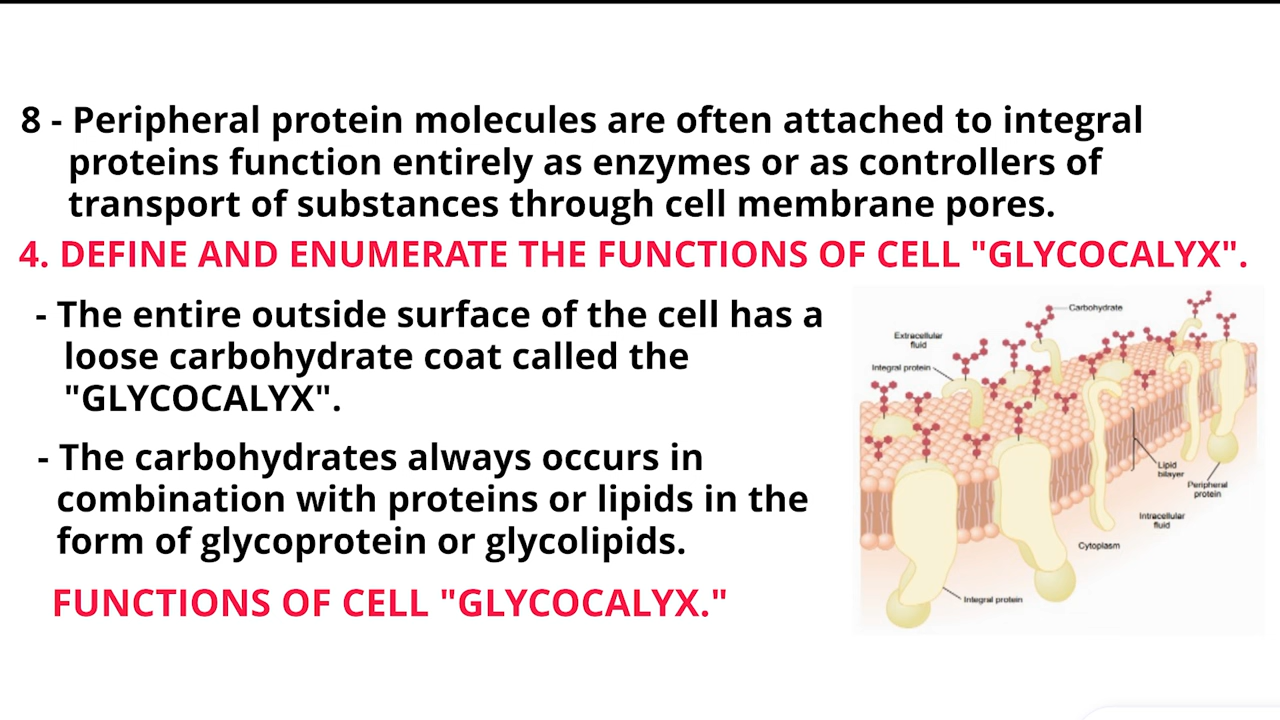 8 - Peripheral protein molecules are often attached to integral
proteins function entirely as enzymes or as controllers of
transport of substances through cell membrane pores.
4. DEFINE AND ENUMERATE THE FUNCTIONS OF CELL "GLYCOCALYX".
- The entire outside surface of the cell has a
loose carbohydrate coat called the
"GLYCOCALYX".
- The carbohydrates always occurs in
combination with proteins or lipids in the
form of glycoprotein or glycolipids.
FUNCTIONS OF CELL "GLYCOCALYX."
Carbohydrate
Extracellular
fluid
Integral protein
Lipid
bilayer
Peripheral
protein
Intracellular
fluid
Cytoplasm
Integral protein